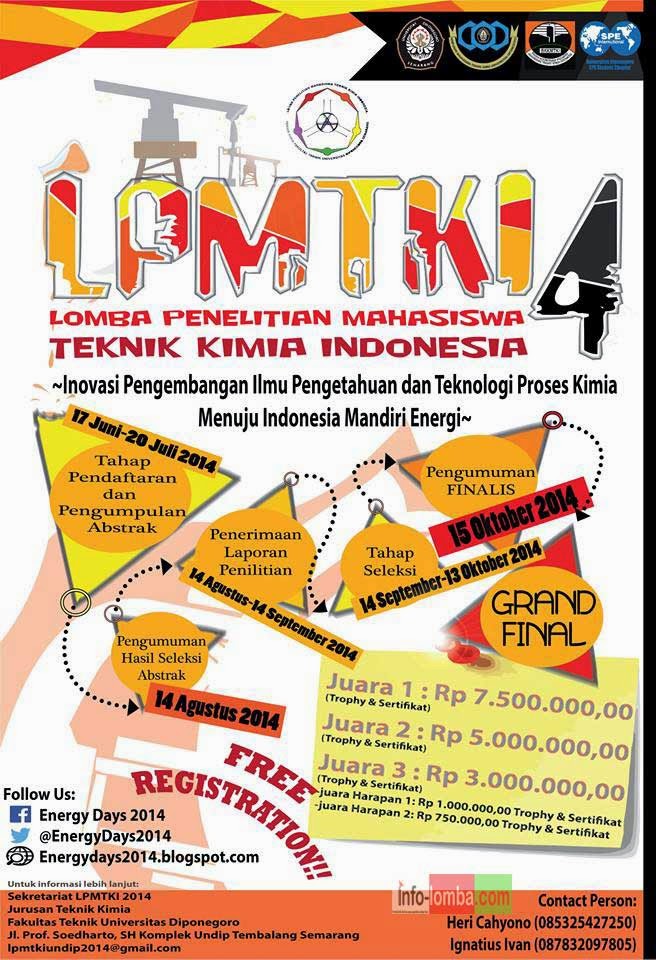 SPE
International
LPMTKI 4
LOMBA PENELITIAN MAHASISWA
TEKNIK KIMIA INDONESIA
~Inovasi Pengembangan Ilmu Pengetahuan dan Teknologi Proses Kimia
Menuju Indonesia Mandiri Energi~
17 Juni-20 Juli 2014
Tahap
Pendaftaran
dan
Pengumpulan
Abstrak
Pengumuman
Hasil Seleksi
Abstrak
14 Agustus 2014
Penerimaan
Laporan
Penilitian
14 Agustus-14 September 2014
Tahap
Seleksi
14 September-13 Oktober 2014
Pengumuman
FINALIS
15 Oktober 2014
GRAND
FINAL
Juara 1 : Rp 7.500.000,00
(Trophy & Sertifikat)
Juara 2 : Rp 5.000.000,00
(Trophy & Sertifikat)
Juara 3 : Rp 3.000.000,00
(Trophy & Sertifikat)
-juara Harapan 1: Rp 1.000.000,00 Trophy & Sertifikat
-juara Harapan 2: Rp 750.000,00 Trophy & Sertifikat
FREE
REGISTRATION!!
Follow Us:
Energy Days 2014
@EnergyDays2014
Energydays2014.blogspot.com
Untuk informasi lebih lanjut:
Sekretariat LPMTKI 2014
Jurusan Teknik Kimia
Fakultas Teknik Universitas Diponegoro
Jl. Prof. Soedharto, SH Komplek Undip Tembalang Semarang
lpmtkiundip2014@gmail.com
info-lomba.com
Contact Person:
Heri Cahyono (085325427250)
Ignatius Ivan (087832097805)